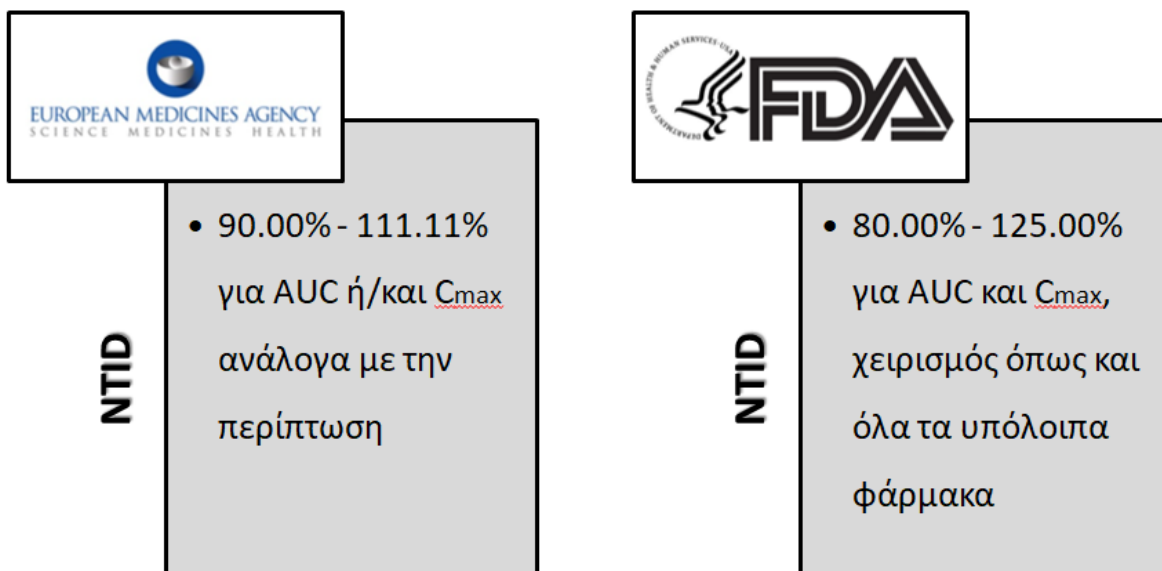 EUROPEAN MEDICINES AGENCY
SCIENCE MEDICINES HEALTH
NTID
• 90.00% - 111.11%
για AUC ή/και Cmax
ανάλογα με την
περίπτωση
DEPARTMENT OF HEALTH & HUMAN SERVICES·USA
FDA
NTID
• 80.00% - 125.00%
για AUC και Cmax,
χειρισμός όπως και
όλα τα υπόλοιπα
φάρμακα